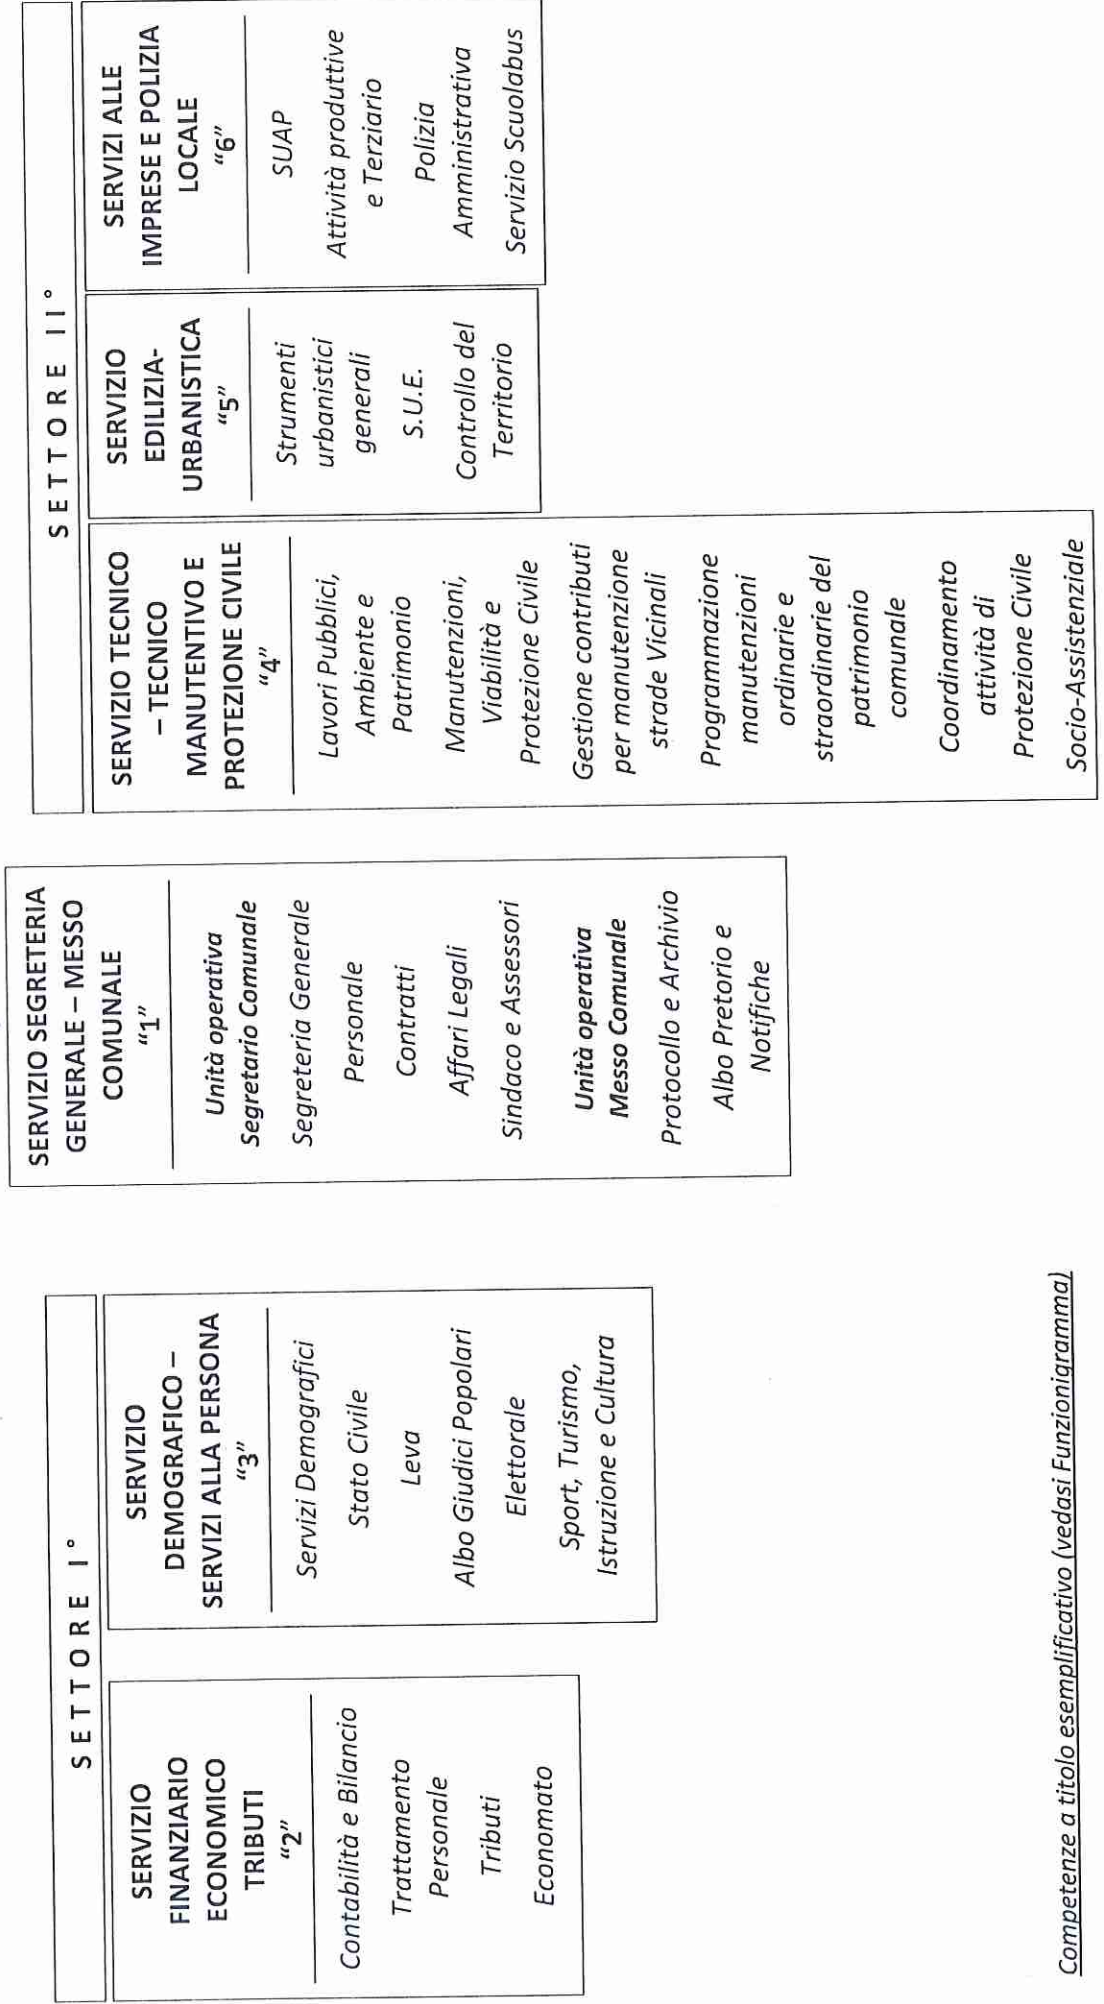 SETTORE I°
SERVIZIO
FINANZIARIO
ECONOMICO
TRIBUTI
“2”
Contabilità e Bilancio
Trattamento
Personale
Tributi
Economato
SERVIZIO
DEMOGRAFICO –
SERVIZI ALLA PERSONA
“3”
Servizi Demografici
Stato Civile
Leva
Albo Giudici Popolari
Elettorale
Sport, Turismo,
Istruzione e Cultura
SERVIZIO SEGRETERIA
GENERALE – MESSO
COMUNALE
“1”
Unità operativa
Segretario Comunale
Segreteria Generale
Personale
Contratti
Affari Legali
Sindaco e Assessori
Unità operativa
Messo Comunale
Protocollo e Archivio
Albo Pretorio e
Notifiche
SETTORE II°
SERVIZIO TECNICO
– TECNICO
MANUTENTIVO E
PROTEZIONE CIVILE
“4”
Lavori Pubblici,
Ambiente e
Patrimonio
Manutenzioni,
Viabilità e
Protezione Civile
Gestione contributi
per manutenzione
strade Vicinali
Programmazione
manutenzioni
ordinarie e
straordinarie del
patrimonio
comunale
Coordinamento
attività di
Protezione Civile
Socio-Assistenziale
SERVIZIO
EDILIZIA-
URBANISTICA
“5”
Strumenti
urbanistici
generali
S.U.E.
Controllo del
Territorio
SERVIZI ALLE
IMPRESE E POLIZIA
LOCALE
“6”
SUAP
Attività produttive
e Terziario
Polizia
Amministrativa
Servizio Scuolabus
Competenze a titolo esemplificativo (vedasi Funzionigramma)